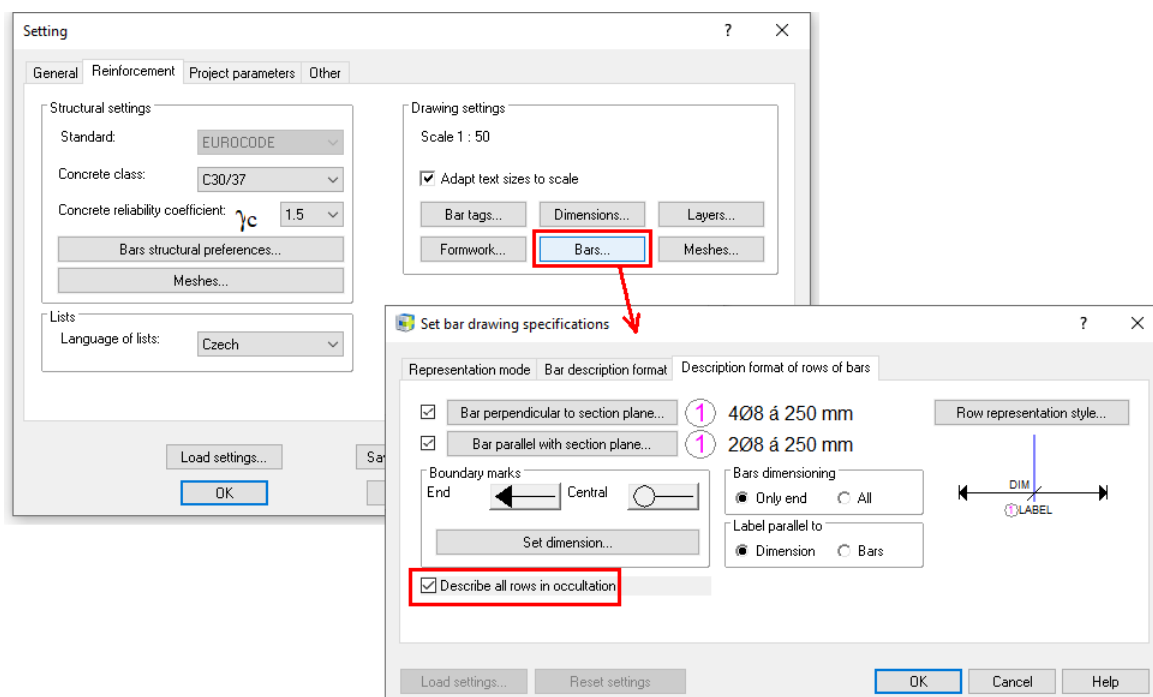 Setting
General Reinforcement Project parameters Other
Structural settings
Standard: EUROCODE
Concrete class: C30/37
Concrete reliability coefficient: γc 1.5
Bars structural preferences...
Meshes...
Lists
Language of lists: Czech
Drawing settings
Scale 1 : 50
Adapt text sizes to scale
Bar tags... Dimensions... Layers...
Formwork... Bars... Meshes...
Load settings...
OK
Set bar drawing specifications
Representation mode Bar description format Description format of rows of bars
Bar perpendicular to section plane... 1 4Ø8 á 250 mm
Bar parallel with section plane... 1 2Ø8 á 250 mm
Row representation style...
Boundary marks
End Central
Set dimension...
Bars dimensioning
Only end All
Label parallel to
Dimension Bars
DIM
1 LABEL
Describe all rows in occultation
Load settings... Reset settings OK Cancel Help